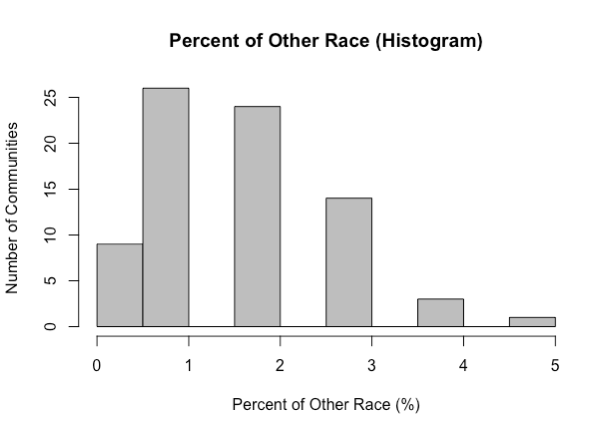 Percent of Other Race (Histogram)
Number of Communities
25
20
15
10
5
0
0 1 2 3 4 5
Percent of Other Race (%)